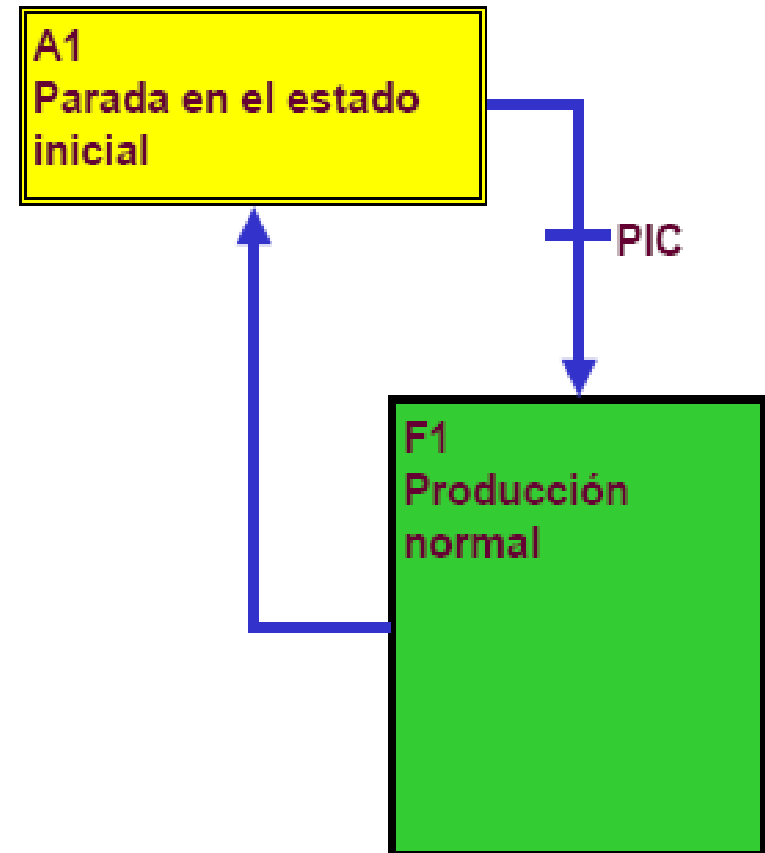 A1
Parada en el estado
inicial
PIC
F1
Producción
normal